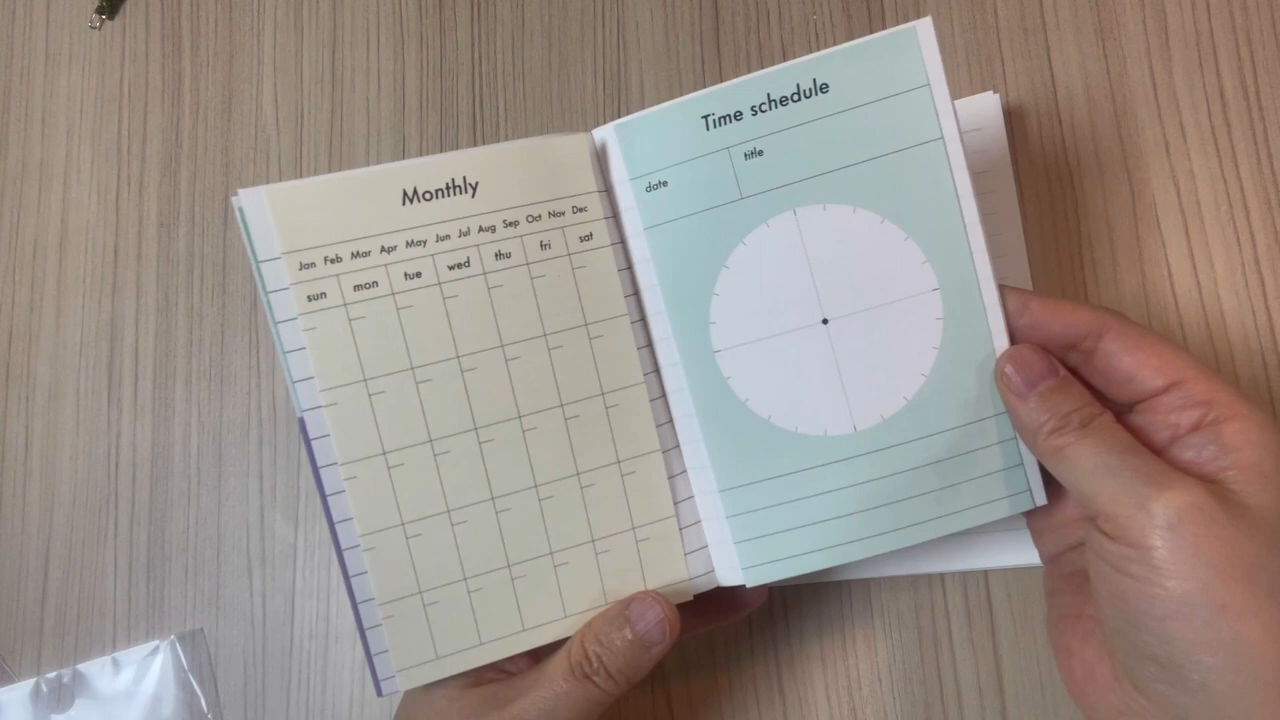 Monthly
Jan Feb Mar Apr May Jun Jul Aug Sep Oct Nov Dec
sun mon tue wed thu fri sat
Time schedule
date title